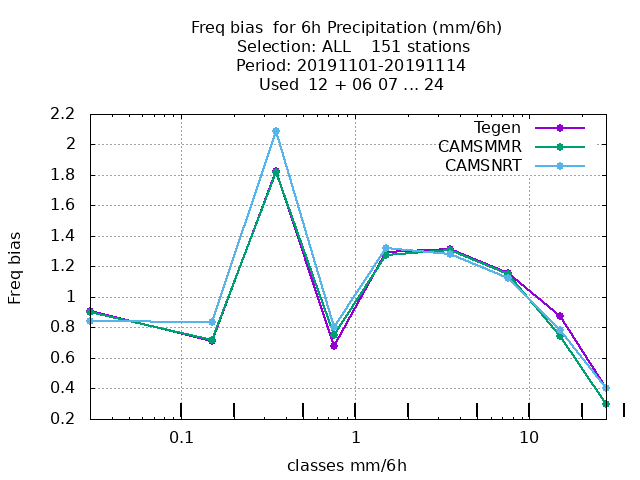 Freq bias  for 6h Precipitation (mm/6h)
Selection: ALL    151 stations
Period: 20191101-20191114
Used  12 + 06 07 ... 24
2.2
2
1.8
1.6
1.4
1.2
1
0.8
0.6
0.4
0.2
Freq bias
Tegen
CAMSMMR
CAMSNRT
0.1
1
10
classes mm/6h